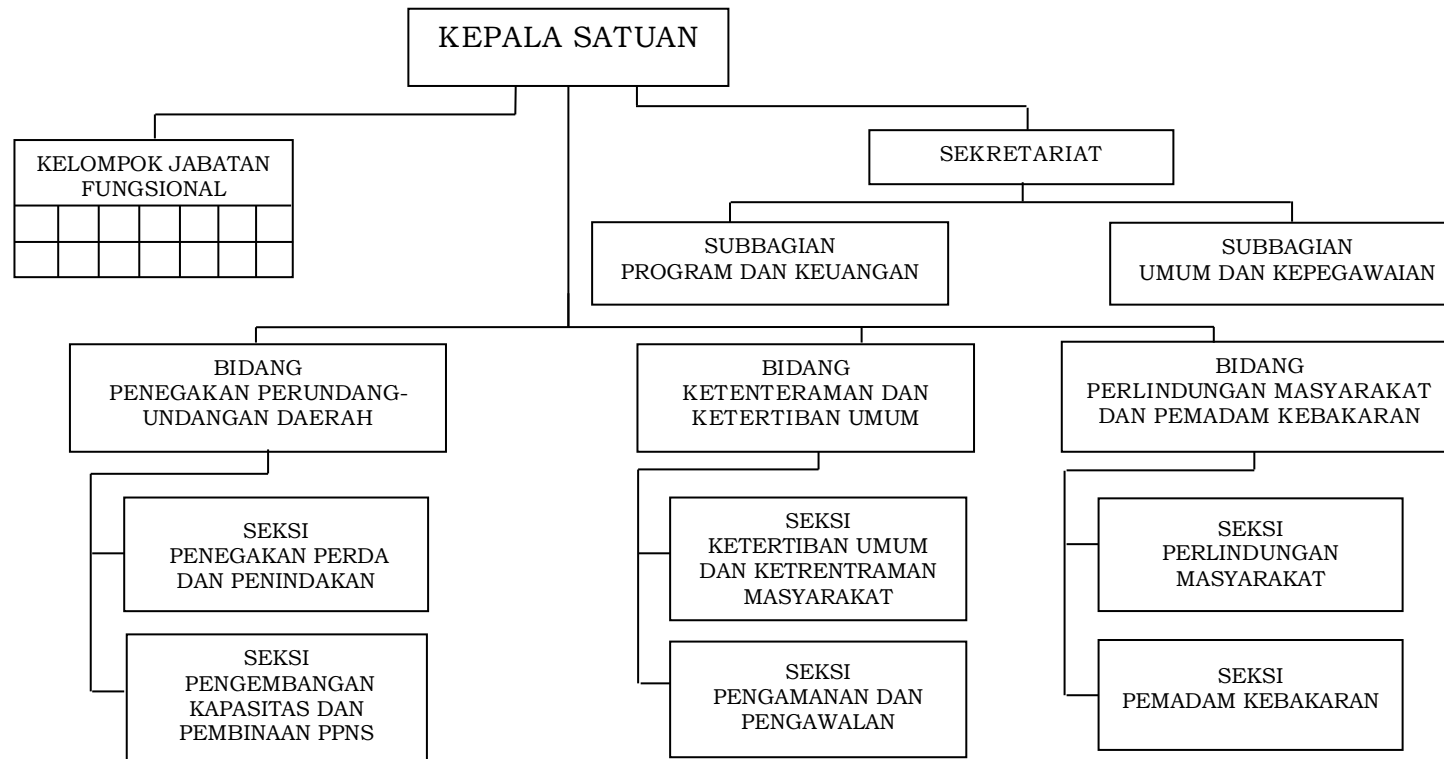 KEPALA SATUAN
KELOMPOK JABATAN
FUNGSIONAL
SEKRETARIAT
SUBBAGIAN
PROGRAM DAN KEUANGAN
SUBBAGIAN
UMUM DAN KEPEGAWAIAN
BIDANG
PENEGAKAN PERUNDANG-
UNDANGAN DAERAH
BIDANG
KETENTERAMAN DAN
KETERTIBAN UMUM
BIDANG
PERLINDUNGAN MASYARAKAT
DAN PEMADAM KEBAKARAN
SEKSI
PENEGAKAN PERDA
DAN PENINDAKAN
SEKSI
KETERTIBAN UMUM
DAN KETRENTRAMAN
MASYARAKAT
SEKSI
PERLINDUNGAN
MASYARAKAT
SEKSI
PENGEMBANGAN
KAPASITAS DAN
PEMBINAAN PPNS
SEKSI
PENGAMANAN DAN
PENGAWALAN
SEKSI
PEMADAM KEBAKARAN